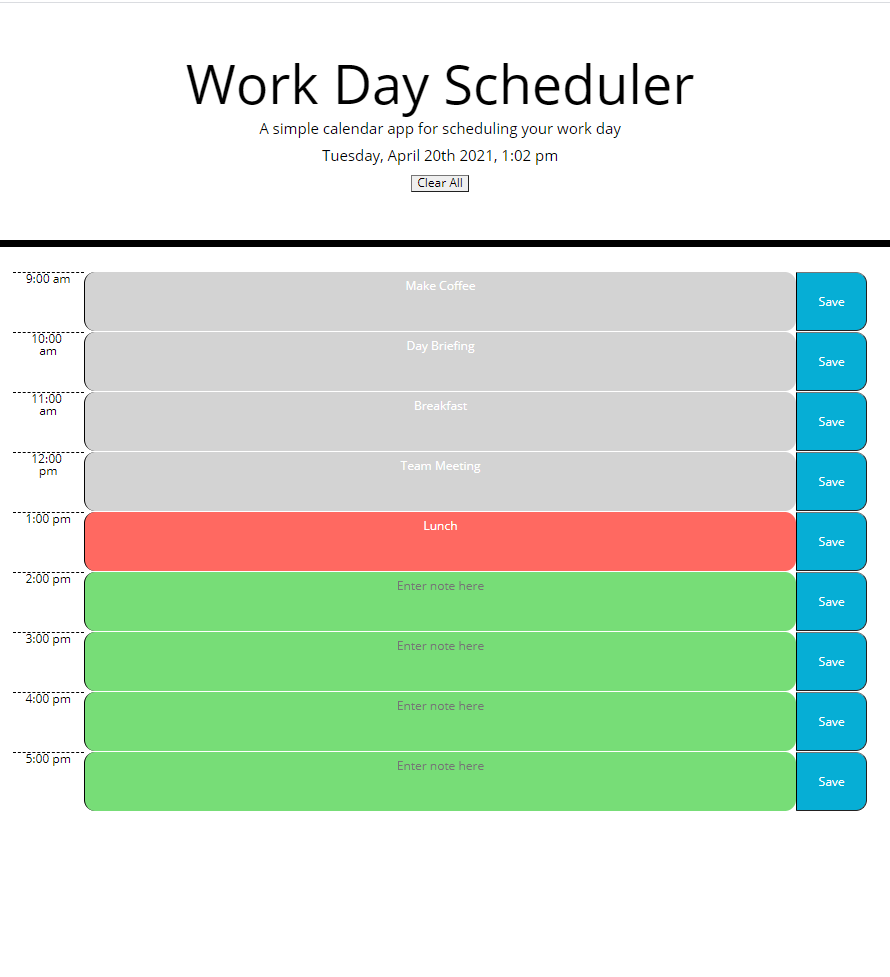 Work Day Scheduler
A simple calendar app for scheduling your work day
Tuesday, April 20th 2021, 1:02 pm
Clear All
9:00 am Make Coffee Save
10:00 am Day Briefing Save
11:00 am Breakfast Save
12:00 pm Team Meeting Save
1:00 pm Lunch Save
2:00 pm Enter note here Save
3:00 pm Enter note here Save
4:00 pm Enter note here Save
5:00 pm Enter note here Save